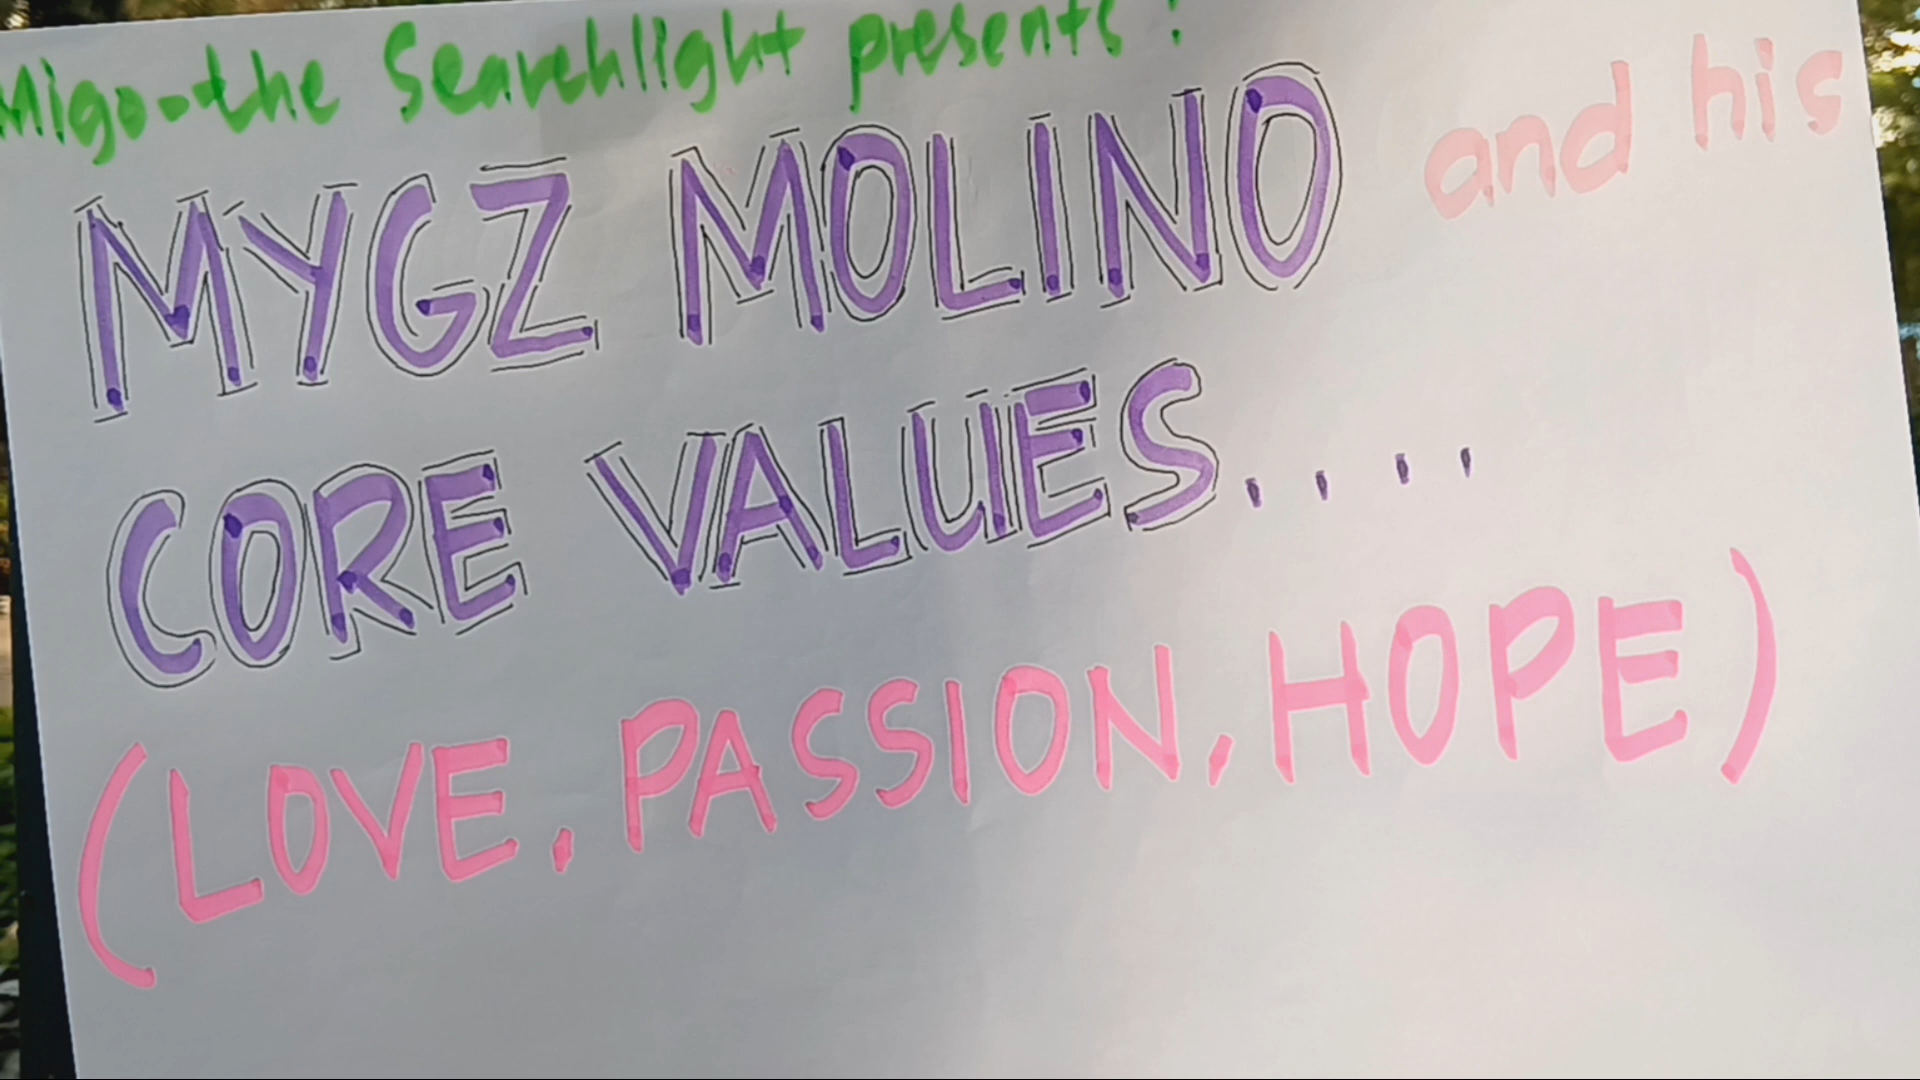 Migo-the Searchlight presents:
MYGZ MOLINO and his
CORE VALUES....
(LOVE, PASSION, HOPE)